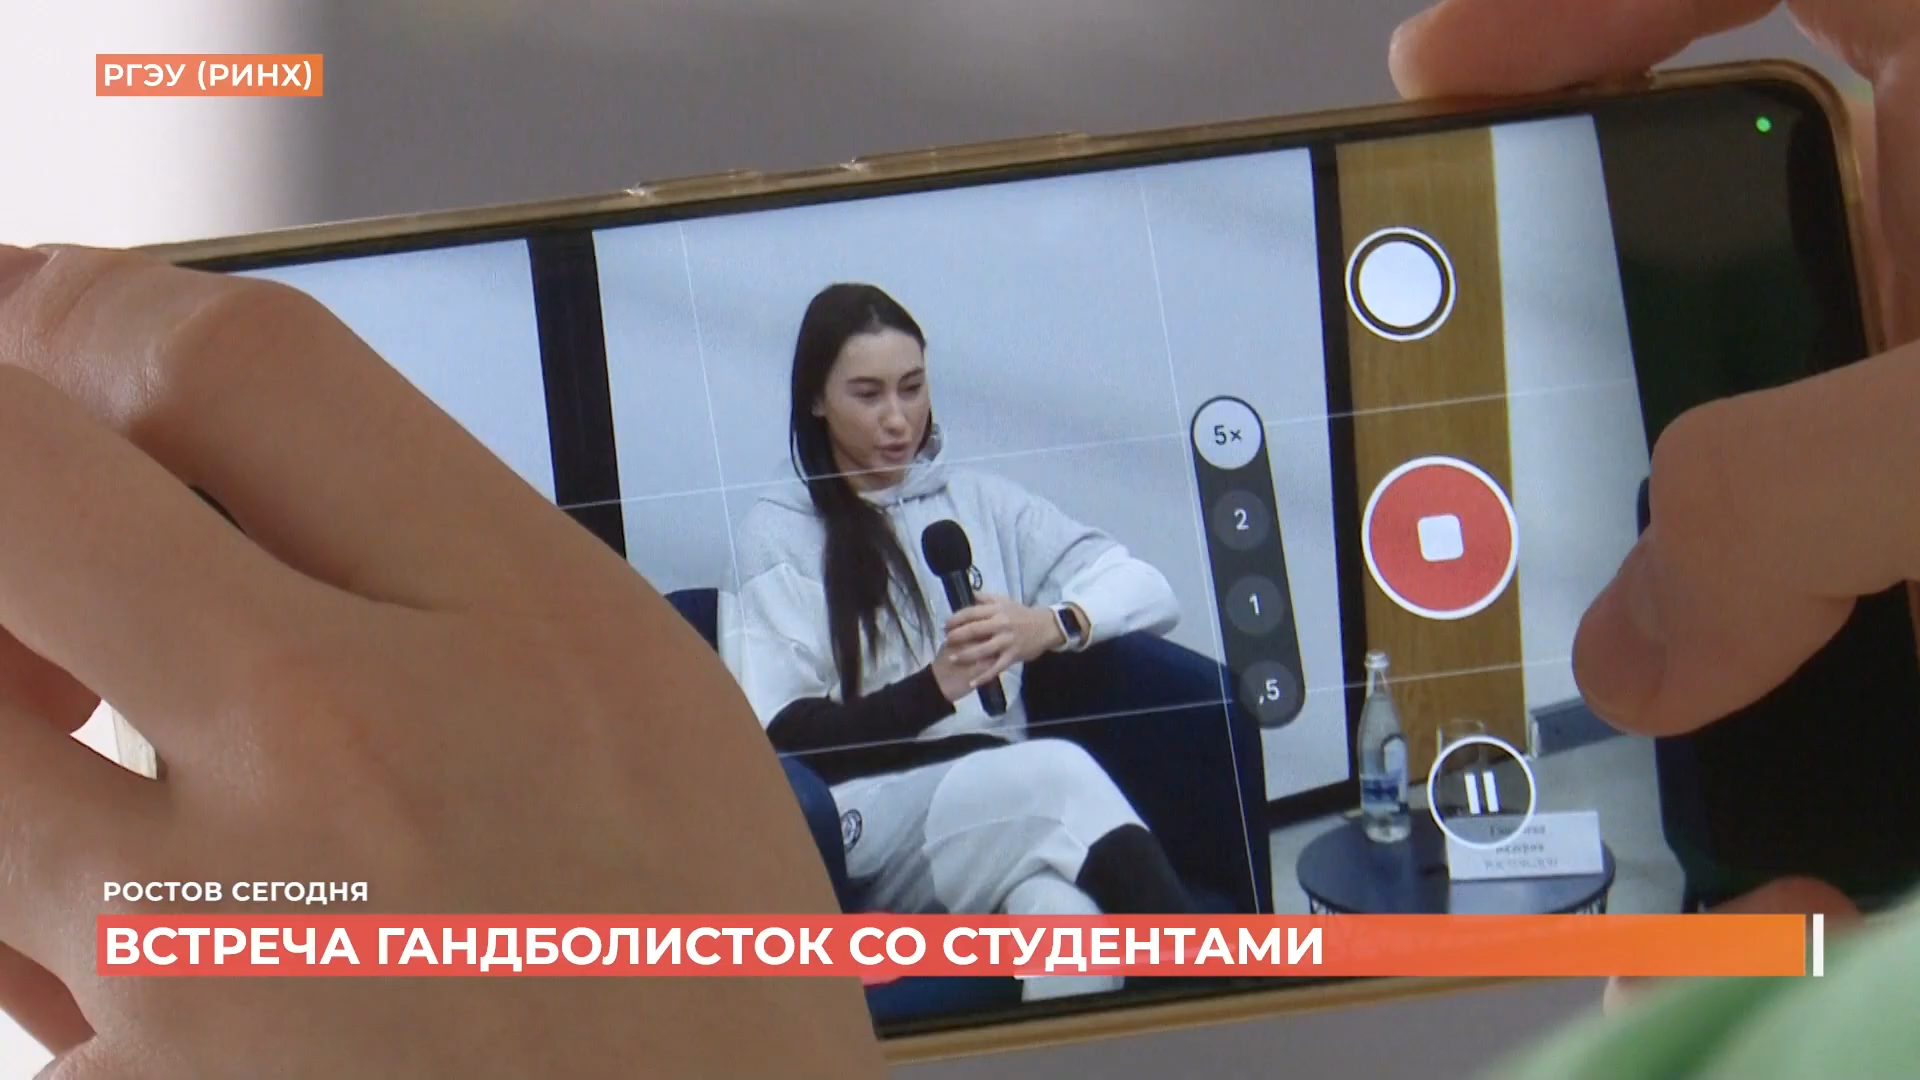 РГЭУ (РИНХ)
5×
2
1
,5
РОСТОВ СЕГОДНЯ
ВСТРЕЧА ГАНДБОЛИСТОК СО СТУДЕНТАМИ